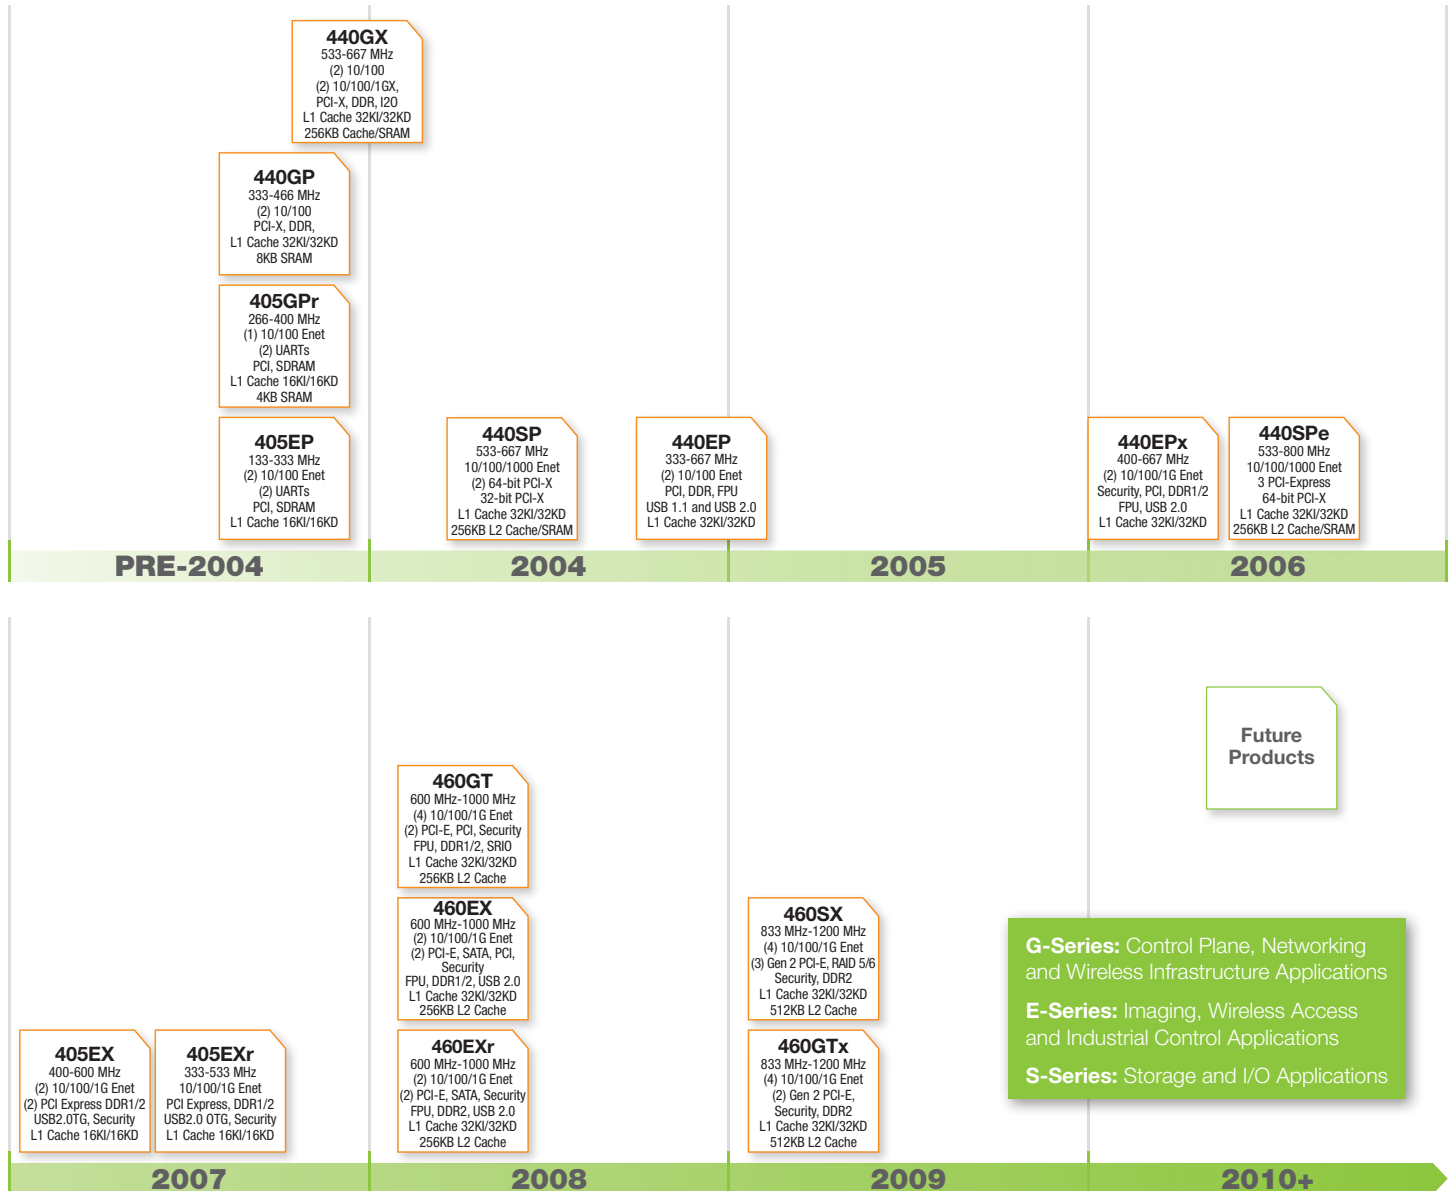 440GX
533-667 MHz
(2) 10/100
(2) 10/100/1GX,
PCI-X, DDR, I2O
L1 Cache 32KI/32KD
256KB Cache/SRAM
440GP
333-466 MHz
(2) 10/100
PCI-X, DDR,
L1 Cache 32KI/32KD
8KB SRAM
405GPr
266-400 MHz
(1) 10/100 Enet
(2) UARTs
PCI, SDRAM
L1 Cache 16KI/16KD
4KB SRAM
405EP
133-333 MHz
(2) 10/100 Enet
(2) UARTs
PCI, SDRAM
L1 Cache 16KI/16KD
440SP
533-667 MHz
10/100/1000 Enet
(2) 64-bit PCI-X
32-bit PCI-X
L1 Cache 32KI/32KD
256KB L2 Cache/SRAM
440EP
333-667 MHz
(2) 10/100 Enet
PCI, DDR, FPU
USB 1.1 and USB 2.0
L1 Cache 32KI/32KD
440EPx
400-667 MHz
(2) 10/100/1G Enet
Security, PCI, DDR1/2
FPU, USB 2.0
L1 Cache 32KI/32KD
440SPe
533-800 MHz
10/100/1000 Enet
3 PCI-Express
64-bit PCI-X
L1 Cache 32KI/32KD
256KB L2 Cache/SRAM
PRE-2004
2004
2005
2006
405EX
400-600 MHz
(2) 10/100/1G Enet
(2) PCI Express DDR1/2
USB2.0TG, Security
L1 Cache 16KI/16KD
405EXr
333-533 MHz
10/100/1G Enet
PCI Express, DDR1/2
USB2.0 OTG, Security
L1 Cache 16KI/16KD
460GT
600 MHz-1000 MHz
(4) 10/100/1G Enet
(2) PCI-E, PCI, Security
FPU, DDR1/2, SRIO
L1 Cache 32KI/32KD
256KB L2 Cache
460EX
600 MHz-1000 MHz
(2) 10/100/1G Enet
(2) PCI-E, SATA, PCI,
Security
FPU, DDR1/2, USB 2.0
L1 Cache 32KI/32KD
256KB L2 Cache
460EXr
600 MHz-1000 MHz
(2) 10/100/1G Enet
(2) PCI-E, SATA, Security
FPU, DDR2, USB 2.0
L1 Cache 32KI/32KD
256KB L2 Cache
460SX
833 MHz-1200 MHz
(4) 10/100/1G Enet
(3) Gen 2 PCI-E, RAID 5/6
Security, DDR2
L1 Cache 32KI/32KD
512KB L2 Cache
460GTx
833 MHz-1200 MHz
(4) 10/100/1G Enet
(2) Gen 2 PCI-E,
Security, DDR2
L1 Cache 32KI/32KD
512KB L2 Cache
Future
Products
G-Series: Control Plane, Networking
and Wireless Infrastructure Applications
E-Series: Imaging, Wireless Access
and Industrial Control Applications
S-Series: Storage and I/O Applications
2007
2008
2009
2010+